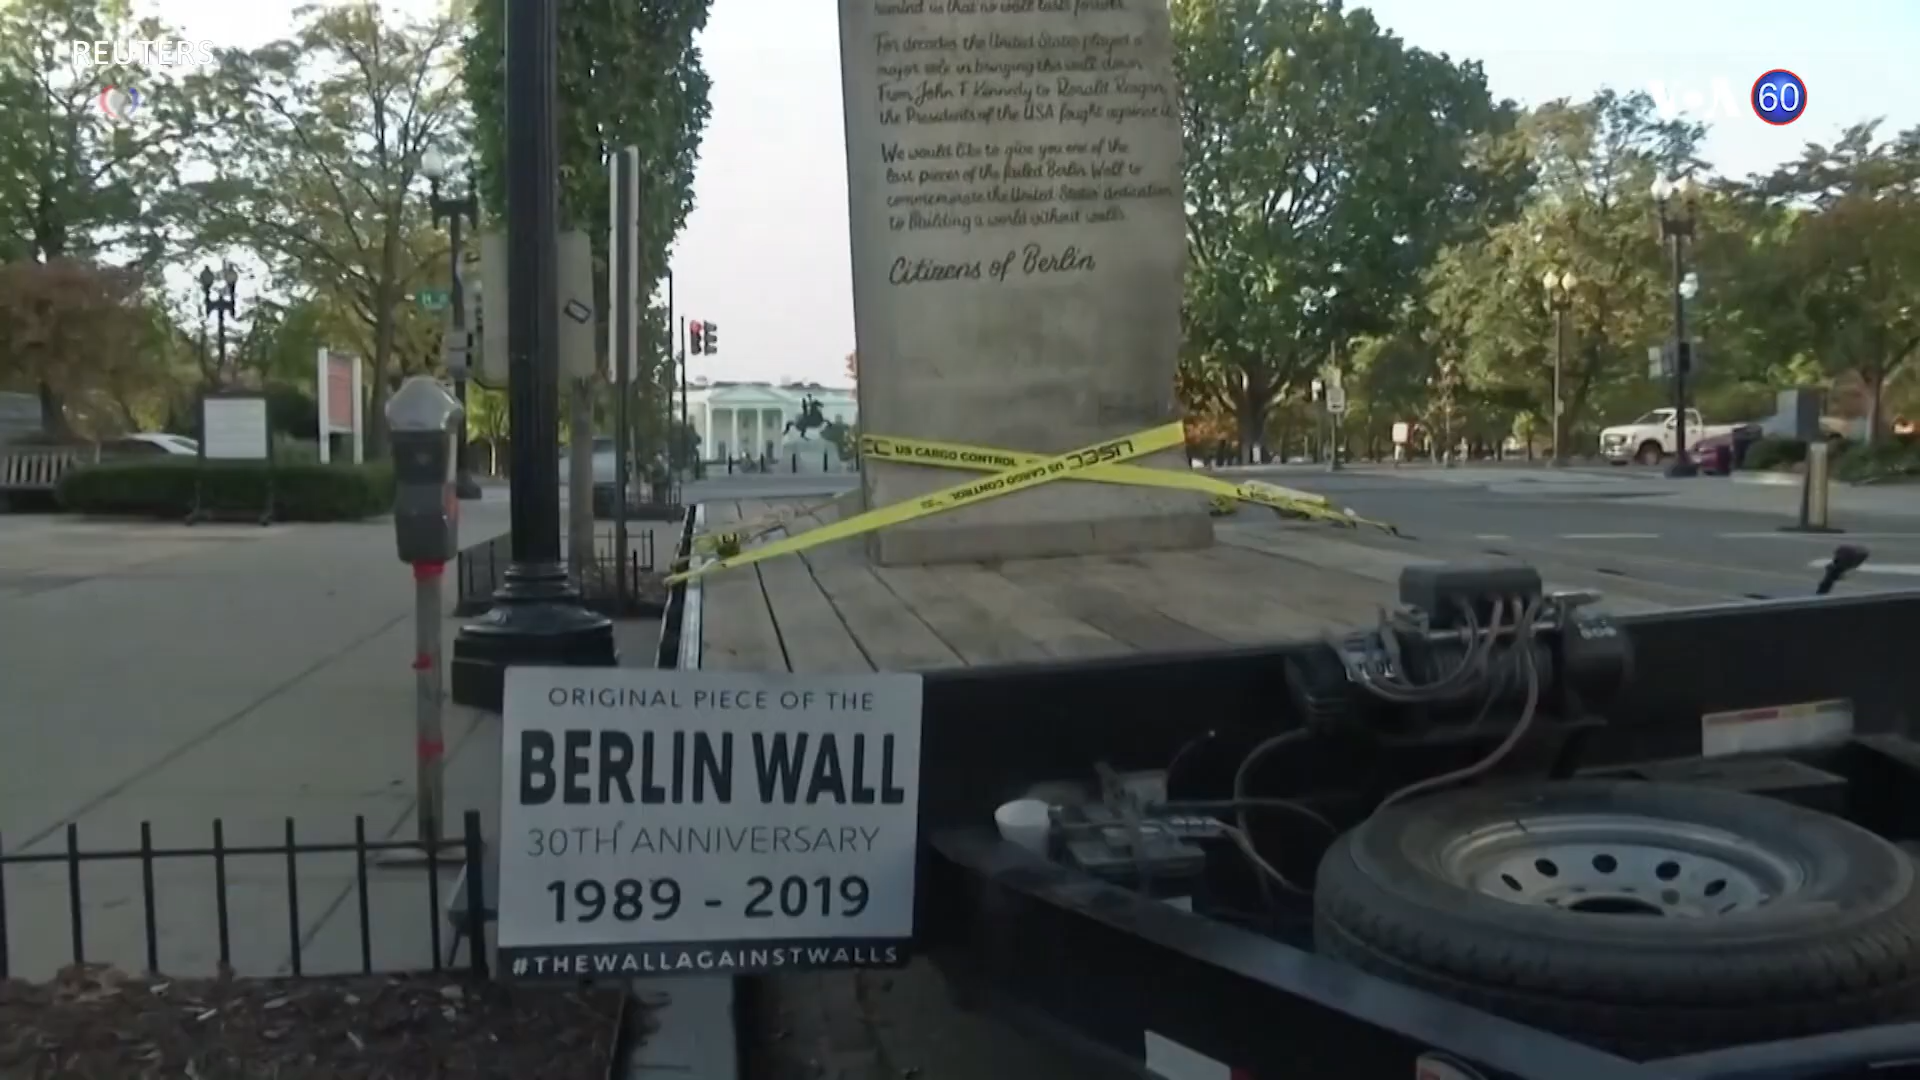 REUTERS
VOA 60
remind us that no wall lasts forever.
For decades the United States played a
major role in bringing this wall down.
From John F. Kennedy to Ronald Reagan,
the Presidents of the USA fought against it.
We would like to give you one of the
last pieces of the failed Berlin Wall to
commemorate the United States' dedication
to building a world without walls.
Citizens of Berlin
US CARGO CONTROL
USCC US CARGO CONTROL
ORIGINAL PIECE OF THE
BERLIN WALL
30TH ANNIVERSARY
1989 - 2019
#THEWALLAGAINSTWALLS